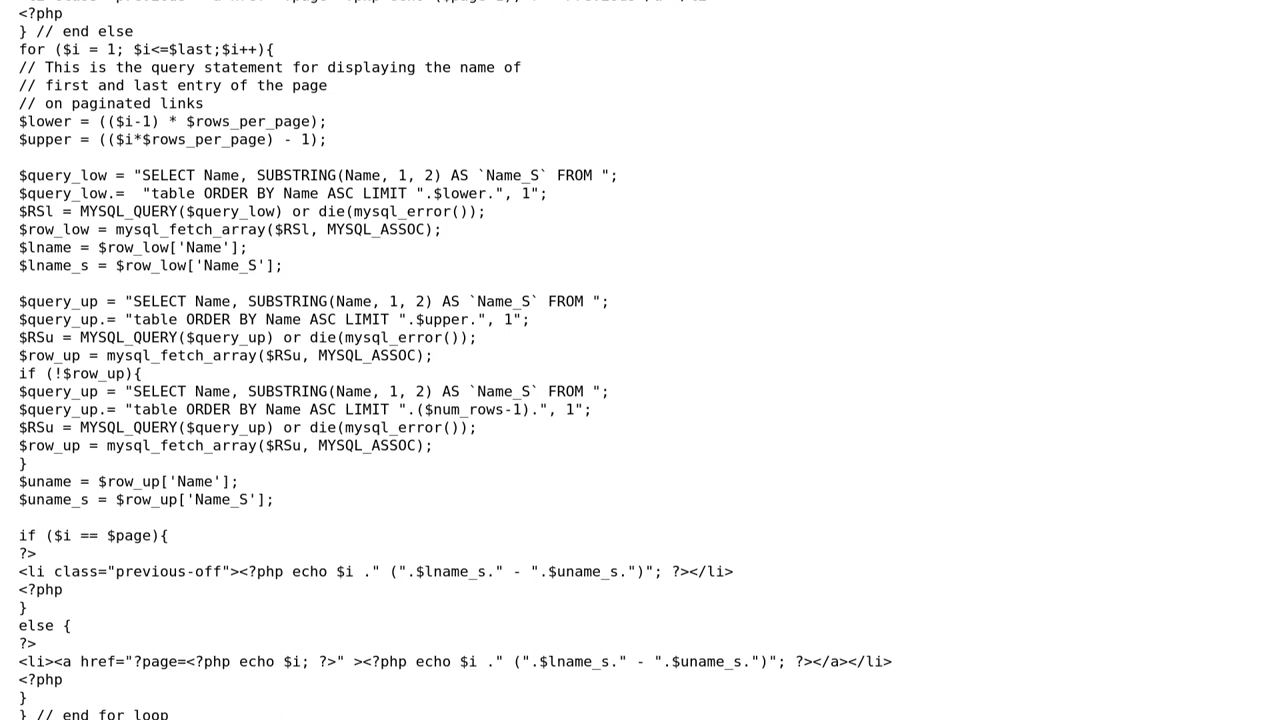 <?php
} // end else
for ($i = 1; $i<=$last;$i++){
// This is the query statement for displaying the name of
// first and last entry of the page
// on paginated links
$lower = (($i-1) * $rows_per_page);
$upper = (($i*$rows_per_page) - 1);
$query_low = "SELECT Name, SUBSTRING(Name, 1, 2) AS `Name_S` FROM ";
$query_low.=  "table ORDER BY Name ASC LIMIT ".$lower.", 1";
$RSl = MYSQL_QUERY($query_low) or die(mysql_error());
$row_low = mysql_fetch_array($RSl, MYSQL_ASSOC);
$lname = $row_low['Name'];
$lname_s = $row_low['Name_S'];
$query_up = "SELECT Name, SUBSTRING(Name, 1, 2) AS `Name_S` FROM ";
$query_up.= "table ORDER BY Name ASC LIMIT ".$upper.", 1";
$RSu = MYSQL_QUERY($query_up) or die(mysql_error());
$row_up = mysql_fetch_array($RSu, MYSQL_ASSOC);
if (!$row_up){
$query_up = "SELECT Name, SUBSTRING(Name, 1, 2) AS `Name_S` FROM ";
$query_up.= "table ORDER BY Name ASC LIMIT ".($num_rows-1).", 1";
$RSu = MYSQL_QUERY($query_up) or die(mysql_error());
$row_up = mysql_fetch_array($RSu, MYSQL_ASSOC);
}
$uname = $row_up['Name'];
$uname_s = $row_up['Name_S'];
if ($i == $page){
?>
<li class="previous-off"><?php echo $i ." (".$lname_s." - ".$uname_s.")"; ?></li>
<?php
}
else {
?>
<li><a href="?page=<?php echo $i; ?>" ><?php echo $i ." (".$lname_s." - ".$uname_s.")"; ?></a></li>
<?php
}
} // end for loop